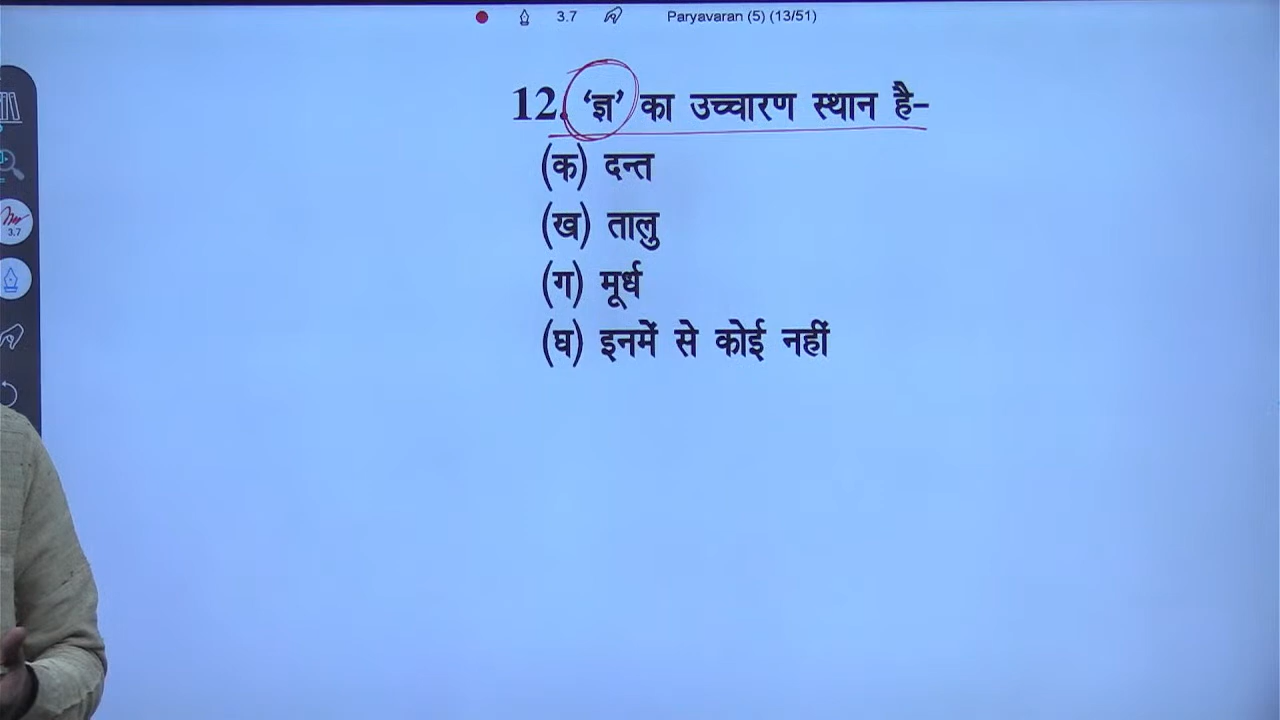 3.7 Paryavaran (5) (13/51)
12. ‘ज्ञ’ का उच्चारण स्थान है-
(क) दन्त
(ख) तालु
(ग) मूर्ध
(घ) इनमें से कोई नहीं
3.7